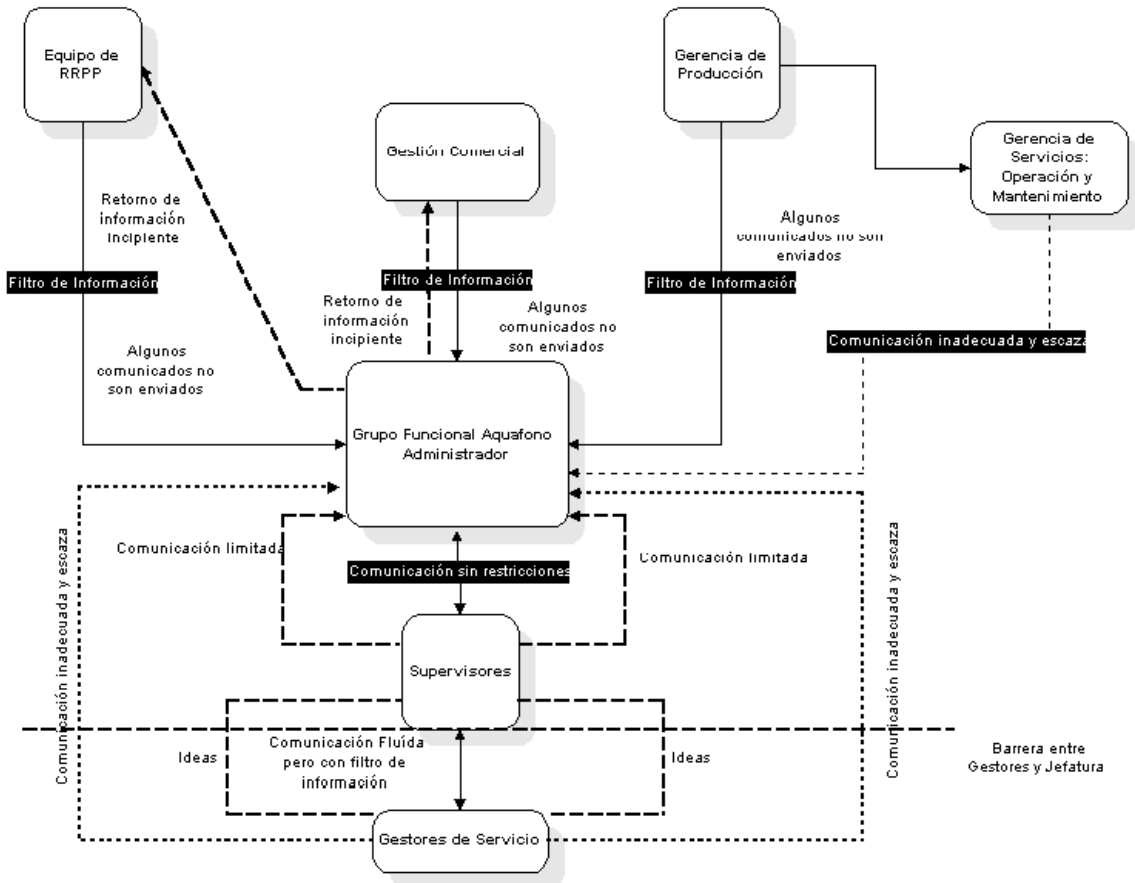 Equipo de
RRPP
Gerencia de
Producción
Gestión Comercial
Gerencia de
Servicios:
Operación y
Mantenimiento
Retorno de
información
incipiente
Algunos
comunicados no son
enviados
Filtro de Información
Filtro de Información
Filtro de Información
Retorno de
información
incipiente
Algunos
comunicados no
son enviados
Comunicación inadecuada y escaza
Algunos
comunicados no
son enviados
Grupo Funcional Aquafono
Administrador
Comunicación limitada
Comunicación limitada
Comunicación sin restricciones
Comunicación inadecuada y escaza
Comunicación inadecuada y escaza
Supervisores
Ideas
Comunicación Fluída
pero con filtro de
información
Ideas
Barrera entre
Gestores y Jefatura
Gestores de Servicio